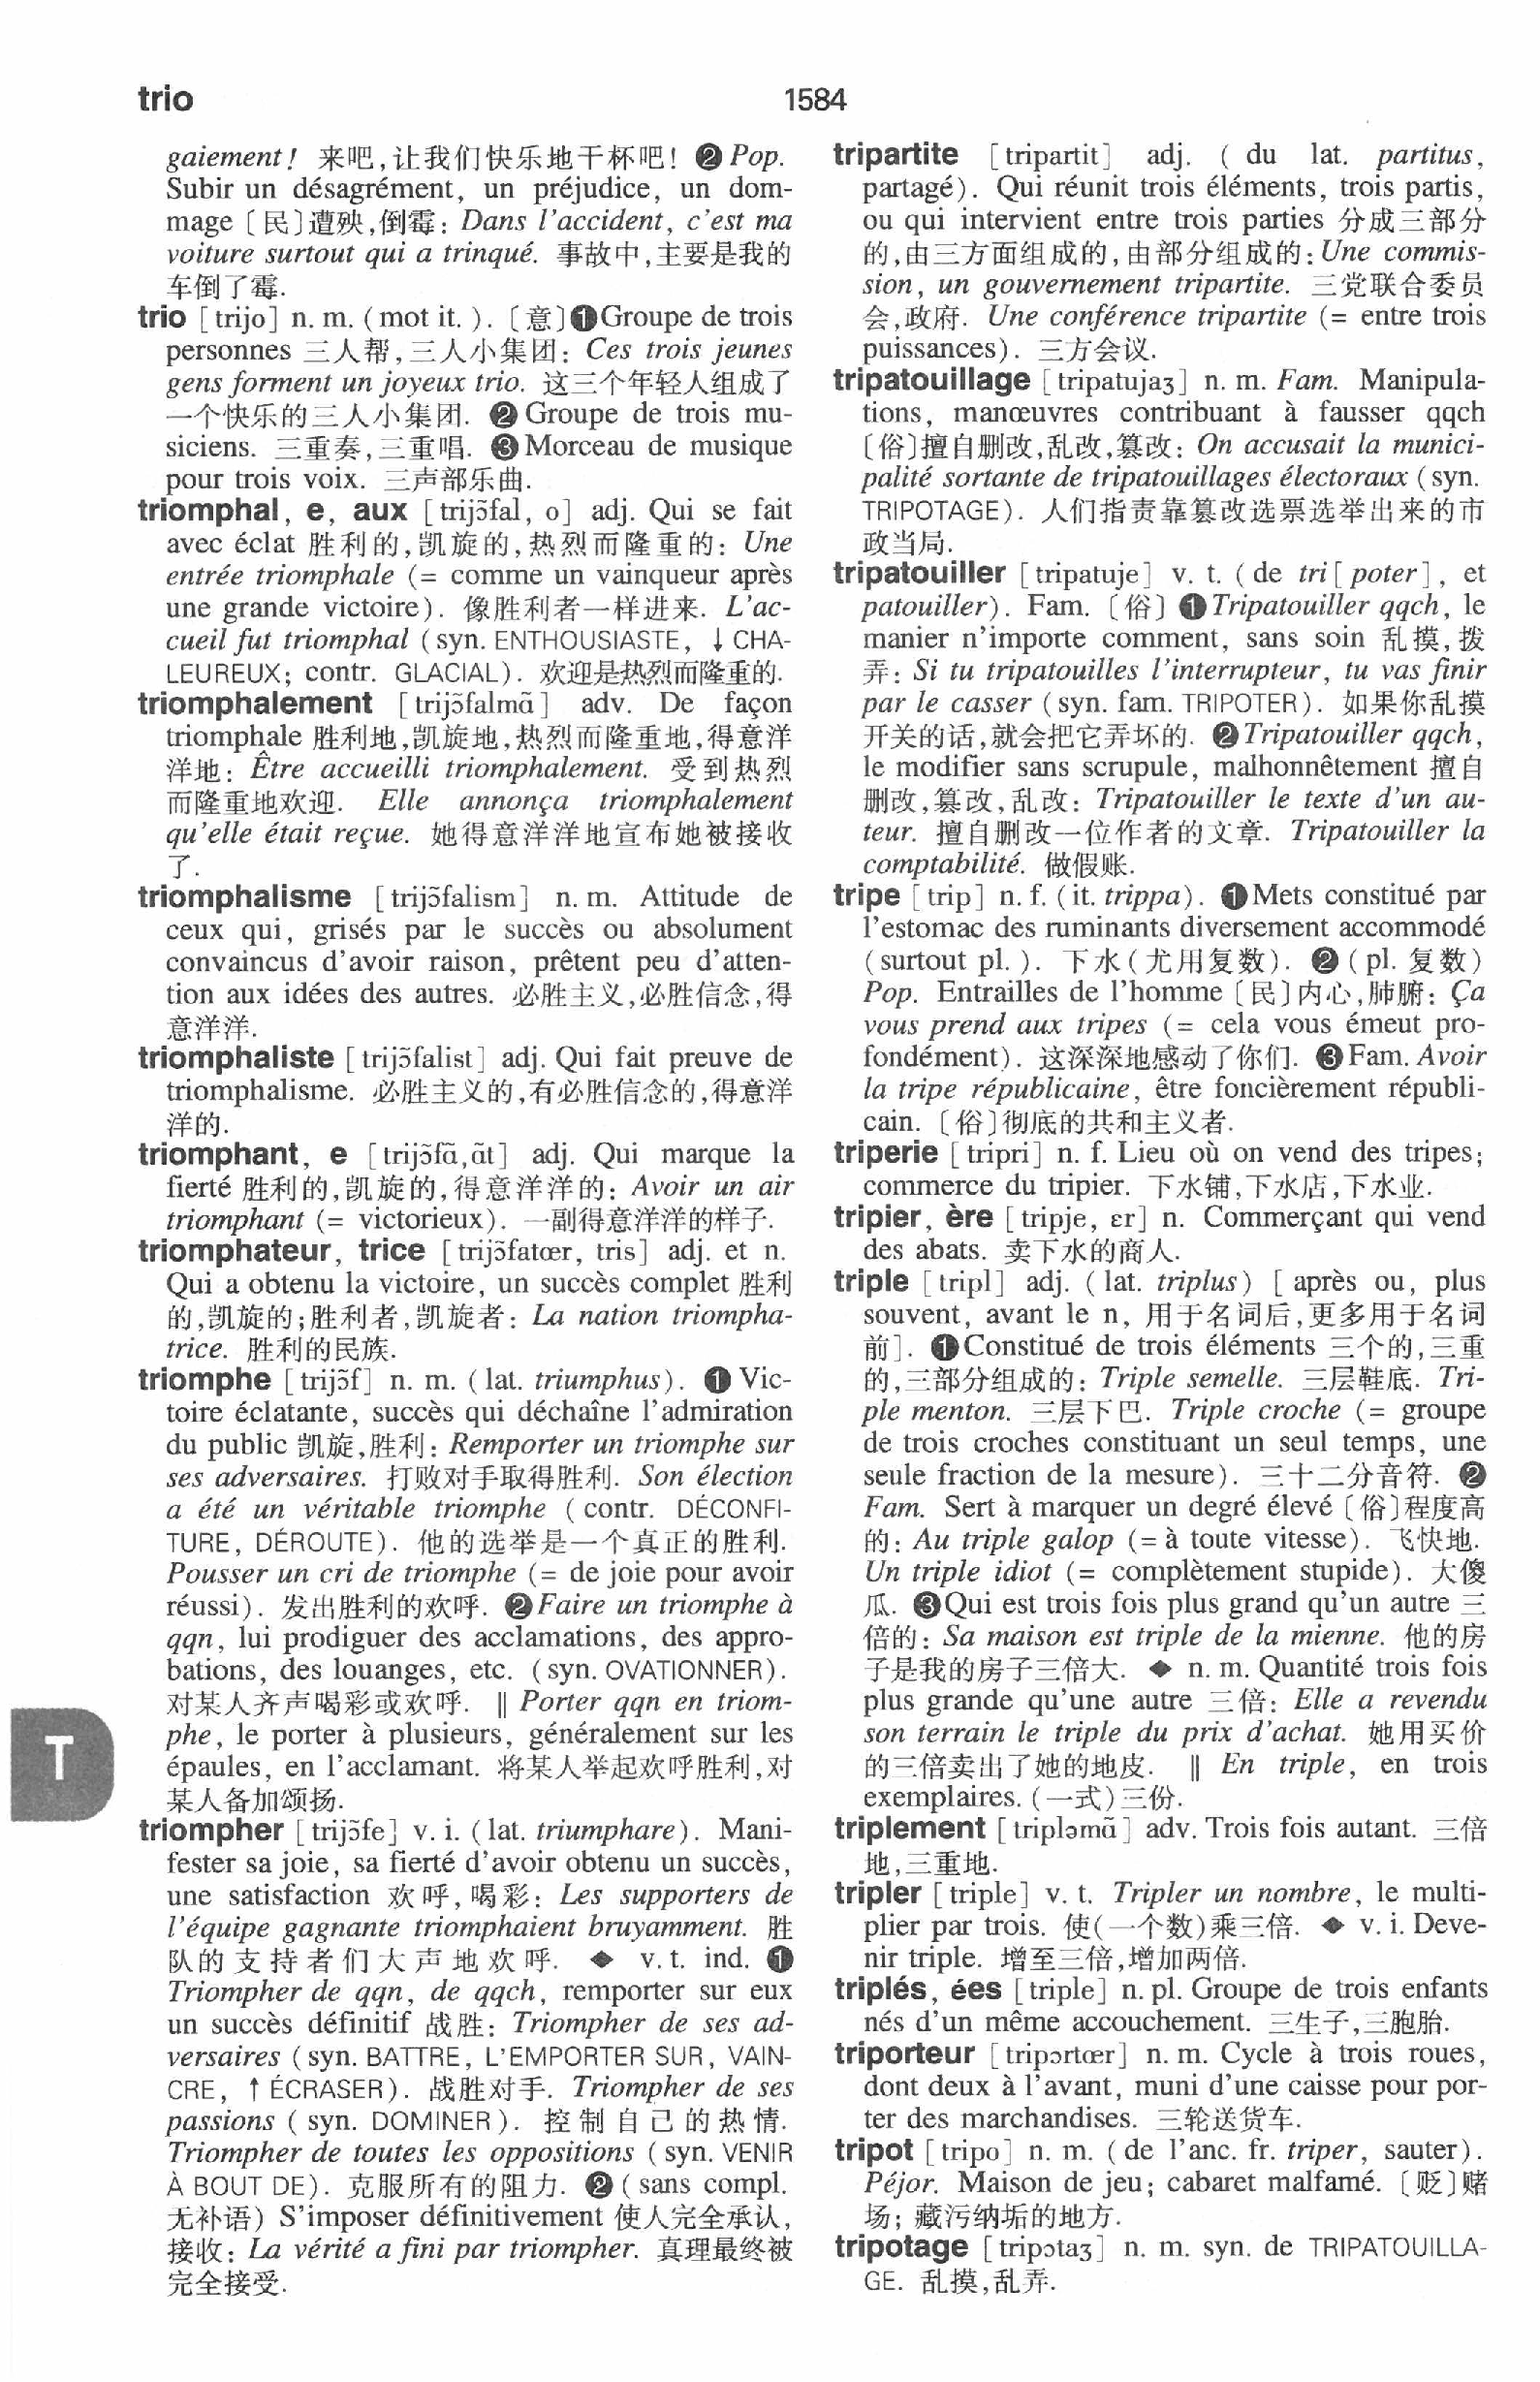 trio
1584
gaiement! 来吧,让我们快乐地干杯吧! ❷ Pop.
Subir un désagrément, un préjudice, un dom-
mage〔民〕遭殃,倒霉: Dans l'accident, c'est ma
voiture surtout qui a trinqué. 事故中,主要是我的
车倒了霉.
trio [trijo] n. m. (mot it.). 〔意〕❶Groupe de trois
personnes 三人帮,三人小集团: Ces trois jeunes
gens forment un joyeux trio. 这三个年轻人组成了
一个快乐的三人小集团. ❷ Groupe de trois mu-
siciens. 三重奏,三重唱. ❸ Morceau de musique
pour trois voix. 三声部乐曲.
triomphal, e, aux [trijɔ̃fal, o] adj. Qui se fait
avec éclat 胜利的,凯旋的,热烈而隆重的: Une
entrée triomphale (= comme un vainqueur après
une grande victoire). 像胜利者一样进来. L'ac-
cueil fut triomphal (syn. ENTHOUSIASTE, ↓ CHA-
LEUREUX; contr. GLACIAL). 欢迎是热烈而隆重的.
triomphalement [trijɔ̃falmɑ̃] adv. De façon
triomphale 胜利地,凯旋地,热烈而隆重地,得意洋
洋地: Être accueilli triomphalement. 受到热烈
而隆重地欢迎. Elle annonça triomphalement
qu'elle était reçue. 她得意洋洋地宣布她被接收
了.
triomphalisme [trijɔ̃falism] n. m. Attitude de
ceux qui, grisés par le succès ou absolument
convaincus d'avoir raison, prêtent peu d'atten-
tion aux idées des autres. 必胜主义,必胜信念,得
意洋洋.
triomphaliste [trijɔ̃falist] adj. Qui fait preuve de
triomphalisme. 必胜主义的,有必胜信念的,得意洋
洋的.
triomphant, e [trijɔ̃fɑ̃,ɑ̃t] adj. Qui marque la
fierté 胜利的,凯旋的,得意洋洋的: Avoir un air
triomphant (= victorieux). 一副得意洋洋的样子.
triomphateur, trice [trijɔ̃fatœr, tris] adj. et n.
Qui a obtenu la victoire, un succès complet 胜利
的,凯旋的;胜利者,凯旋者: La nation triompha-
trice. 胜利的民族.
triomphe [trijɔ̃f] n. m. (lat. triumphus). ❶ Vic-
toire éclatante, succès qui déchaîne l'admiration
du public 凯旋,胜利: Remporter un triomphe sur
ses adversaires. 打败对手取得胜利. Son élection
a été un véritable triomphe (contr. DÉCONFI-
TURE, DÉROUTE). 他的选举是一个真正的胜利.
Pousser un cri de triomphe (= de joie pour avoir
réussi). 发出胜利的欢呼. ❷Faire un triomphe à
qqn, lui prodiguer des acclamations, des appro-
bations, des louanges, etc. (syn. OVATIONNER).
对某人齐声喝彩或欢呼. ‖ Porter qqn en triom-
phe, le porter à plusieurs, généralement sur les
épaules, en l'acclamant. 将某人举起欢呼胜利,对
某人备加颂扬.
triompher [trijɔ̃fe] v. i. (lat. triumphare). Mani-
fester sa joie, sa fierté d'avoir obtenu un succès,
une satisfaction 欢呼,喝彩: Les supporters de
l'équipe gagnante triomphaient bruyamment. 胜
队的支持者们大声地欢呼. ◆ v. t. ind. ❶
Triompher de qqn, de qqch, remporter sur eux
un succès définitif 战胜: Triompher de ses ad-
versaires (syn. BATTRE, L'EMPORTER SUR, VAIN-
CRE, ↑ ÉCRASER). 战胜对手. Triompher de ses
passions (syn. DOMINER). 控制自己的热情.
Triompher de toutes les oppositions (syn. VENIR
À BOUT DE). 克服所有的阻力. ❷ (sans compl.
无补语) S'imposer définitivement 使人完全承认,
接收: La vérité a fini par triompher. 真理最终被
完全接受.
T
tripartite [tripartit] adj. (du lat. partitus,
partagé). Qui réunit trois éléments, trois partis,
ou qui intervient entre trois parties 分成三部分
的,由三方面组成的,由部分组成的: Une commis-
sion, un gouvernement tripartite. 三党联合委员
会,政府. Une conférence tripartite (= entre trois
puissances). 三方会议.
tripatouillage [tripatujaʒ] n. m. Fam. Manipula-
tions, manœuvres contribuant à fausser qqch
〔俗〕擅自删改,乱改,篡改: On accusait la munici-
palité sortante de tripatouillages électoraux (syn.
TRIPOTAGE). 人们指责靠篡改选票选举出来的市
政当局.
tripatouiller [tripatuje] v. t. (de tri[poter], et
patouiller). Fam. 〔俗〕❶Tripatouiller qqch, le
manier n'importe comment, sans soin 乱摸,拨
弄: Si tu tripatouilles l'interrupteur, tu vas finir
par le casser (syn. fam. TRIPOTER). 如果你乱摸
开关的话,就会把它弄坏的. ❷Tripatouiller qqch,
le modifier sans scrupule, malhonnêtement 擅自
删改,篡改,乱改: Tripatouiller le texte d'un au-
teur. 擅自删改一位作者的文章. Tripatouiller la
comptabilité. 做假账.
tripe [trip] n. f. (it. trippa). ❶Mets constitué par
l'estomac des ruminants diversement accommodé
(surtout pl.). 下水(尤用复数). ❷ (pl. 复数)
Pop. Entrailles de l'homme〔民〕内心,肺腑: Ça
vous prend aux tripes (= cela vous émeut pro-
fondément). 这深深地感动了你们. ❸Fam. Avoir
la tripe républicaine, être foncièrement républi-
cain. 〔俗〕彻底的共和主义者.
triperie [tripri] n. f. Lieu où on vend des tripes;
commerce du tripier. 下水铺,下水店,下水业.
tripier, ère [tripje, ɛr] n. Commerçant qui vend
des abats. 卖下水的商人.
triple [tripl] adj. (lat. triplus) [après ou, plus
souvent, avant le n, 用于名词后,更多用于名词
前]. ❶Constitué de trois éléments 三个的,三重
的,三部分组成的: Triple semelle. 三层鞋底. Tri-
ple menton. 三层下巴. Triple croche (= groupe
de trois croches constituant un seul temps, une
seule fraction de la mesure). 三十二分音符. ❷
Fam. Sert à marquer un degré élevé〔俗〕程度高
的: Au triple galop (= à toute vitesse). 飞快地.
Un triple idiot (= complètement stupide). 大傻
瓜. ❸Qui est trois fois plus grand qu'un autre 三
倍的: Sa maison est triple de la mienne. 他的房
子是我的房子三倍大. ◆ n. m. Quantité trois fois
plus grande qu'une autre 三倍: Elle a revendu
son terrain le triple du prix d'achat. 她用买价
的三倍卖出了她的地皮. ‖ En triple, en trois
exemplaires. (一式)三份.
triplement [tripləmɑ̃] adv. Trois fois autant. 三倍
地,三重地.
tripler [triple] v. t. Tripler un nombre, le multi-
plier par trois. 使(一个数)乘三倍. ◆ v. i. Deve-
nir triple. 增至三倍,增加两倍.
triplés, ées [triple] n. pl. Groupe de trois enfants
nés d'un même accouchement. 三生子,三胞胎.
triporteur [tripɔrtœr] n. m. Cycle à trois roues,
dont deux à l'avant, muni d'une caisse pour por-
ter des marchandises. 三轮送货车.
tripot [tripo] n. m. (de l'anc. fr. triper, sauter).
Péjor. Maison de jeu; cabaret malfamé. 〔贬〕赌
场; 藏污纳垢的地方.
tripotage [tripɔtaʒ] n. m. syn. de TRIPATOUILLA-
GE. 乱摸,乱弄.